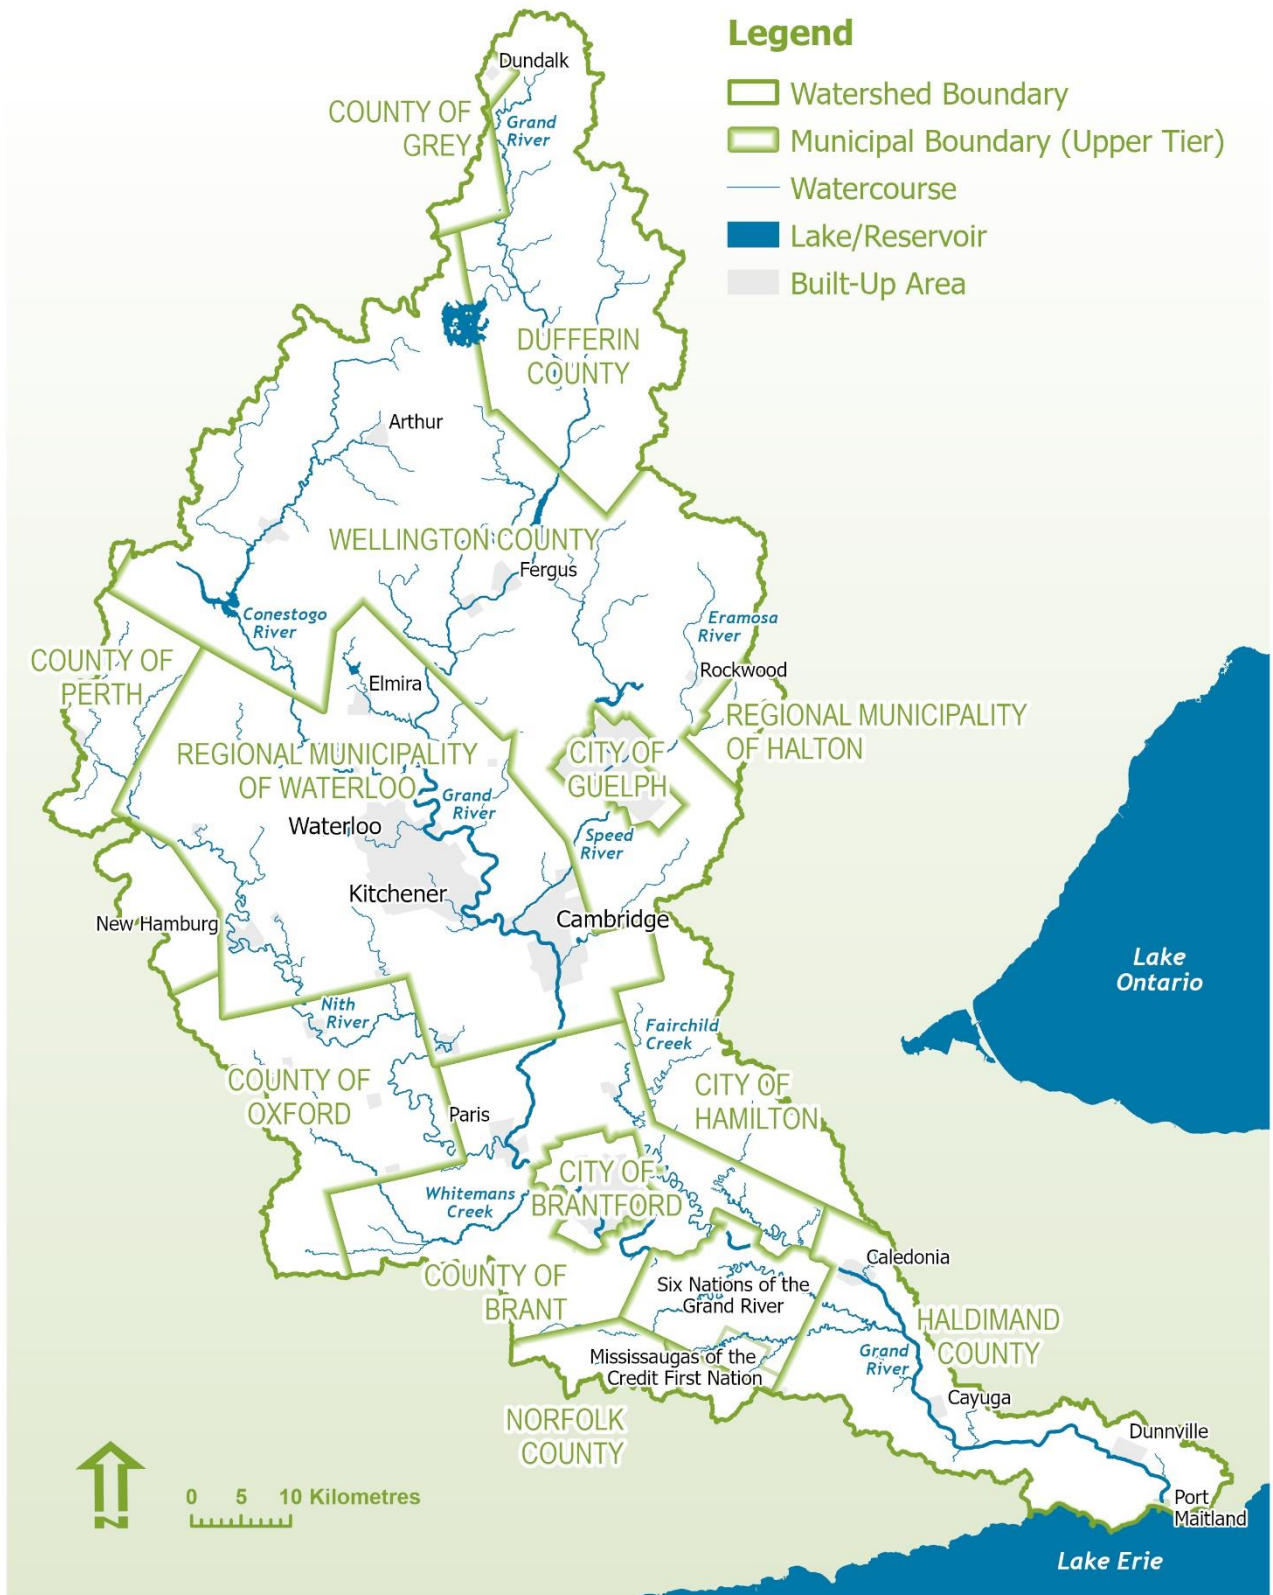 Legend
Watershed Boundary
Municipal Boundary (Upper Tier)
Watercourse
Lake/Reservoir
Built-Up Area
Dundalk
COUNTY OF
GREY
Grand
River
DUFFERIN
COUNTY
Arthur
WELLINGTON COUNTY
Fergus
Conestogo
River
Eramosa
River
COUNTY OF
PERTH
Elmira
Rockwood
REGIONAL MUNICIPALITY
OF HALTON
REGIONAL MUNICIPALITY
OF WATERLOO
CITY OF
GUELPH
Grand
River
Waterloo
Speed
River
Kitchener
New Hamburg
Cambridge
Lake
Ontario
Nith
River
Fairchild
Creek
COUNTY OF
OXFORD
CITY OF
HAMILTON
Paris
CITY OF
BRANTFORD
Whitemans
Creek
Caledonia
COUNTY OF
BRANT
Six Nations of the
Grand River
HALDIMAND
COUNTY
Grand
River
Mississaugas of the
Credit First Nation
Cayuga
NORFOLK
COUNTY
Dunnville
Port
Maitland
N
0 5 10 Kilometres
Lake Erie